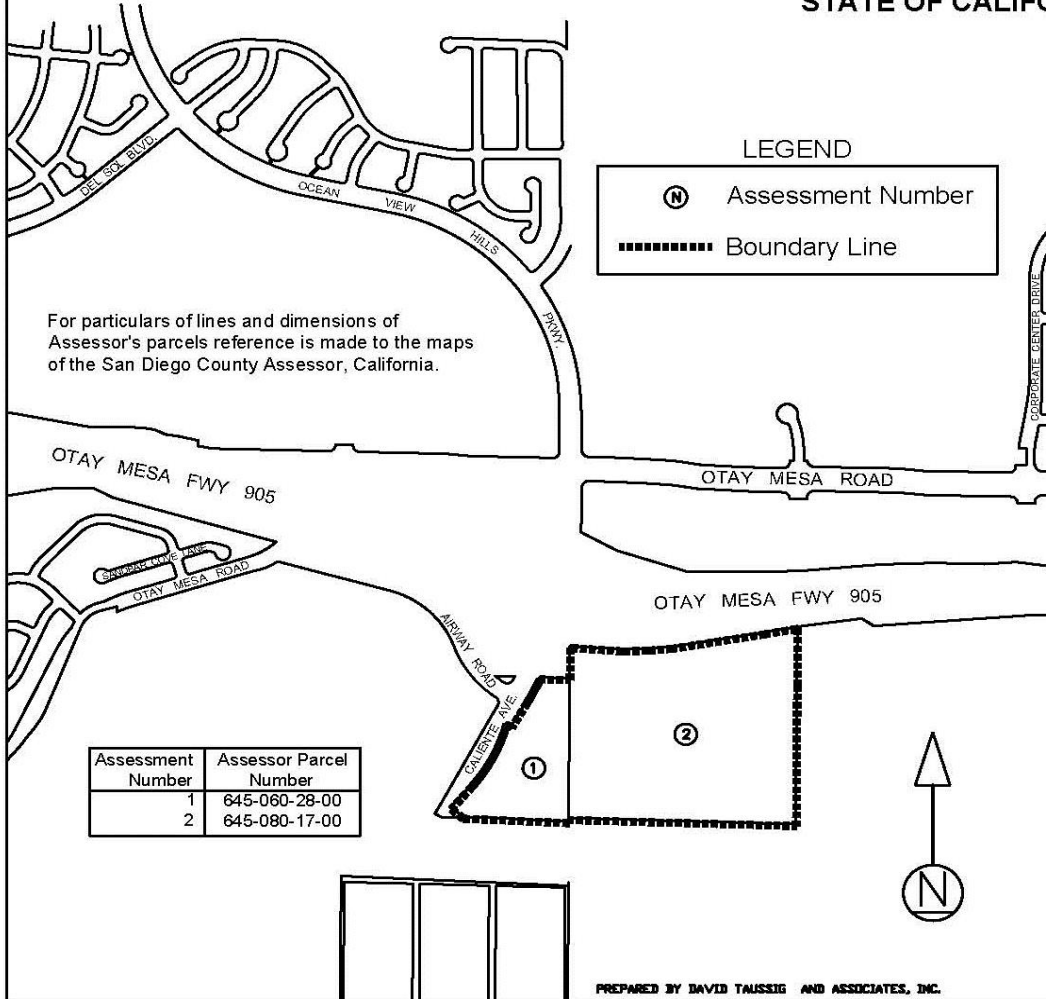 STATE OF CALIFO
DEL SOL BLVD.
OCEAN VIEW HILLS PKWY.
LEGEND
N Assessment Number
Boundary Line
CORPORATE CENTER DRIVE
For particulars of lines and dimensions of
Assessor's parcels reference is made to the maps
of the San Diego County Assessor, California.
OTAY MESA FWY 905
OTAY MESA ROAD
SANDBAR COVE LANE
OTAY MESA ROAD
OTAY MESA FWY 905
AIRWAY ROAD
CALIENTE AVE.
1
2
Assessment Number Assessor Parcel Number
1 645-060-28-00
2 645-080-17-00
N
PREPARED BY DAVID TAUSSIG AND ASSOCIATES, INC.